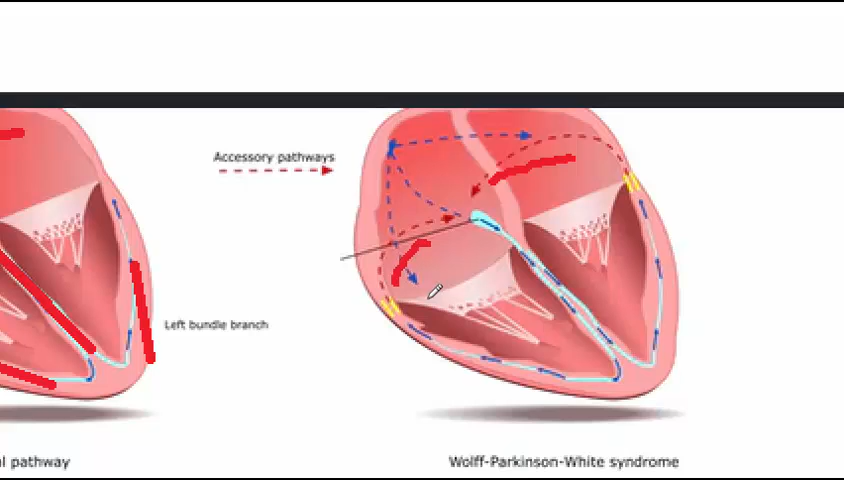 Accessory pathways
Left bundle branch
al pathway
Wolff-Parkinson-White syndrome